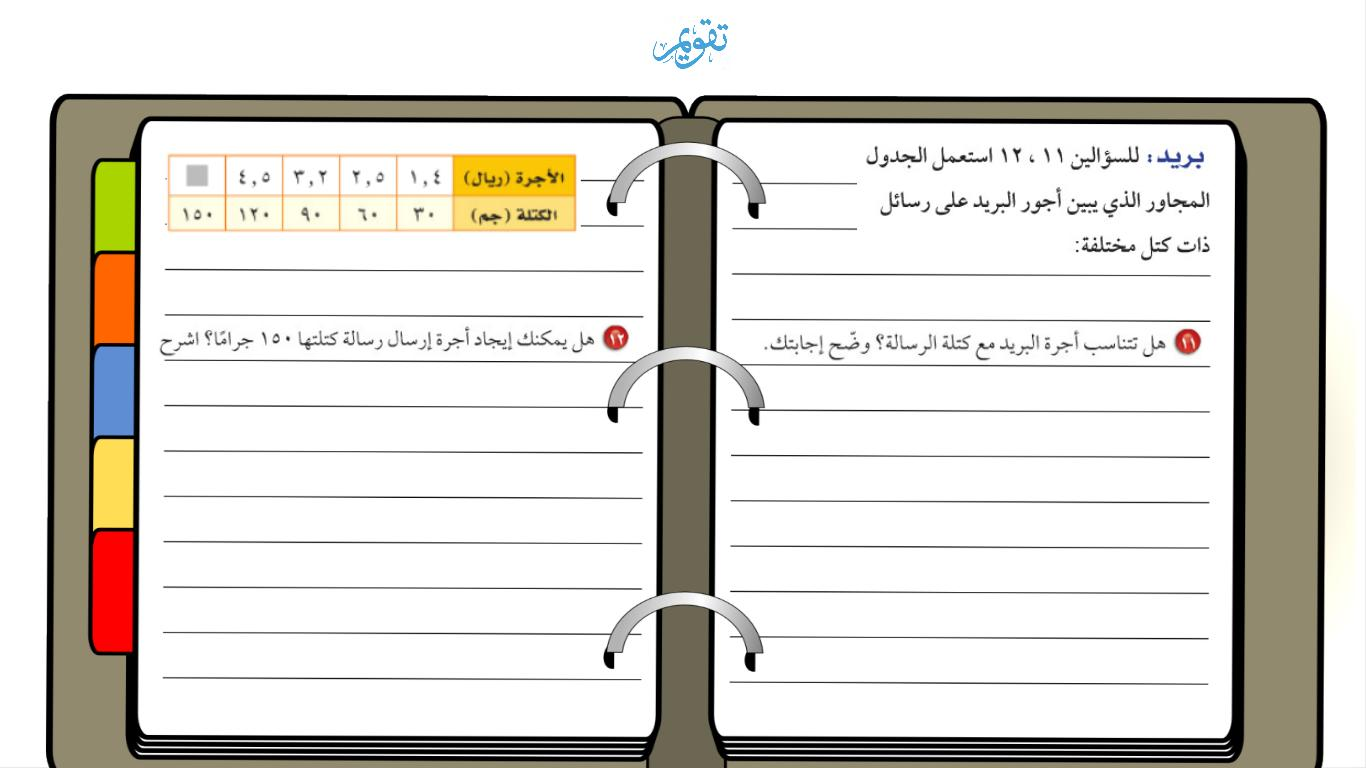 تقويم
بريد: للسؤالين ١١ ، ١٢ استعمل الجدول
المجاور الذي يبين أجور البريد على رسائل
ذات كتل مختلفة:
١١ هل تتناسب أجرة البريد مع كتلة الرسالة؟ وضّح إجابتك.
الأجرة (ريال) ١,٤ ٢,٥ ٣,٢ ٤,٥
الكتلة (جم) ٣٠ ٦٠ ٩٠ ١٢٠ ١٥٠
١٢ هل يمكنك إيجاد أجرة إرسال رسالة كتلتها ١٥٠ جرامًا؟ اشرح